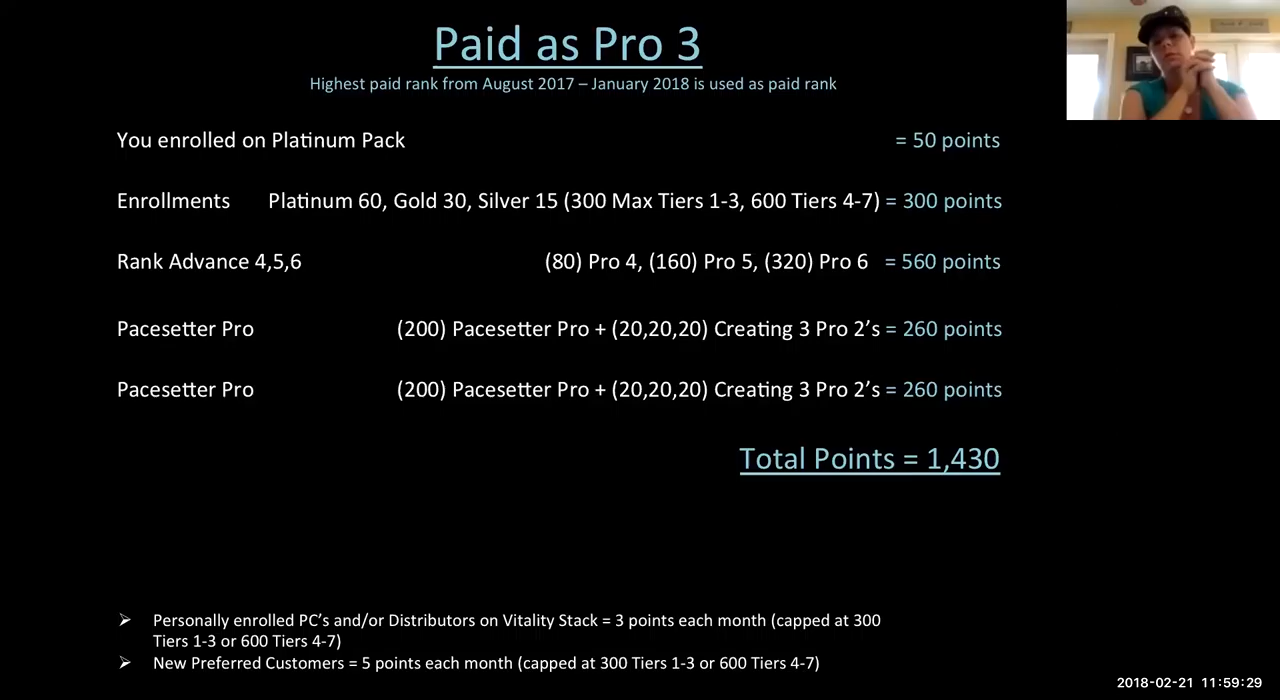 Paid as Pro 3
Highest paid rank from August 2017 – January 2018 is used as paid rank
You enrolled on Platinum Pack = 50 points
Enrollments Platinum 60, Gold 30, Silver 15 (300 Max Tiers 1-3, 600 Tiers 4-7) = 300 points
Rank Advance 4,5,6 (80) Pro 4, (160) Pro 5, (320) Pro 6 = 560 points
Pacesetter Pro (200) Pacesetter Pro + (20,20,20) Creating 3 Pro 2’s = 260 points
Pacesetter Pro (200) Pacesetter Pro + (20,20,20) Creating 3 Pro 2’s = 260 points
Total Points = 1,430
➢ Personally enrolled PC’s and/or Distributors on Vitality Stack = 3 points each month (capped at 300
Tiers 1-3 or 600 Tiers 4-7)
➢ New Preferred Customers = 5 points each month (capped at 300 Tiers 1-3 or 600 Tiers 4-7)
2018-02-21 11:59:29